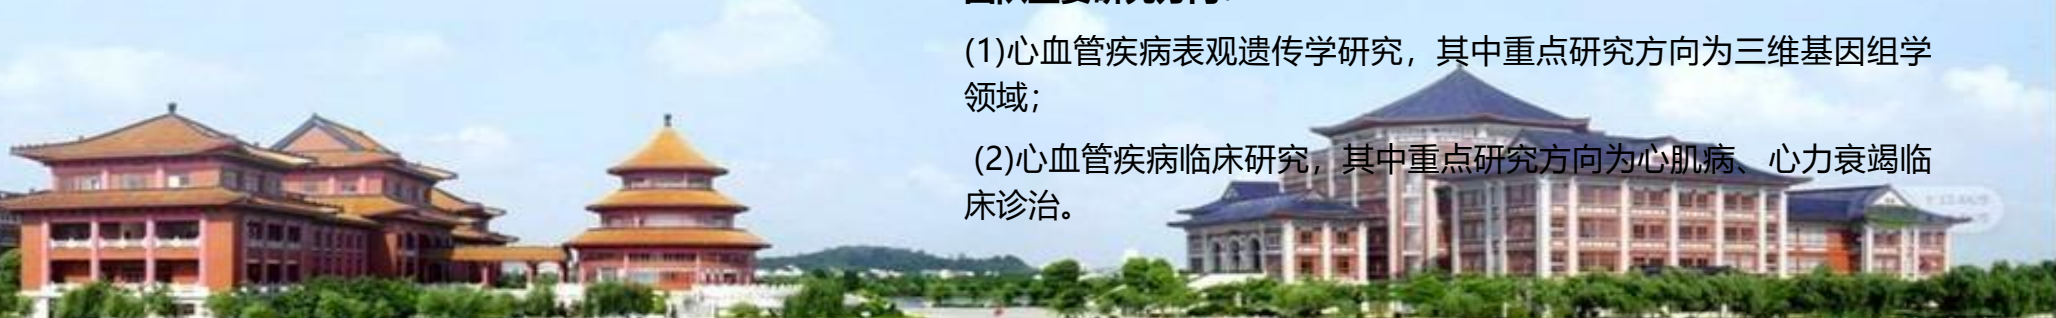 (1)心血管疾病表观遗传学研究，其中重点研究方向为三维基因组学
领域；
(2)心血管疾病临床研究，其中重点研究方向为心肌病、心力衰竭临
床诊治。